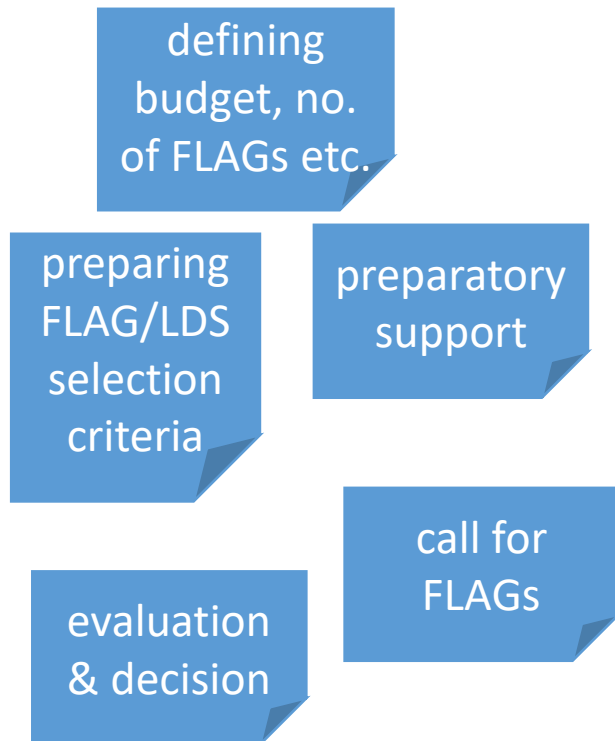 defining
budget, no.
of FLAGs etc.
preparing
FLAG/LDS
selection
criteria
preparatory
support
call for
FLAGs
evaluation
& decision